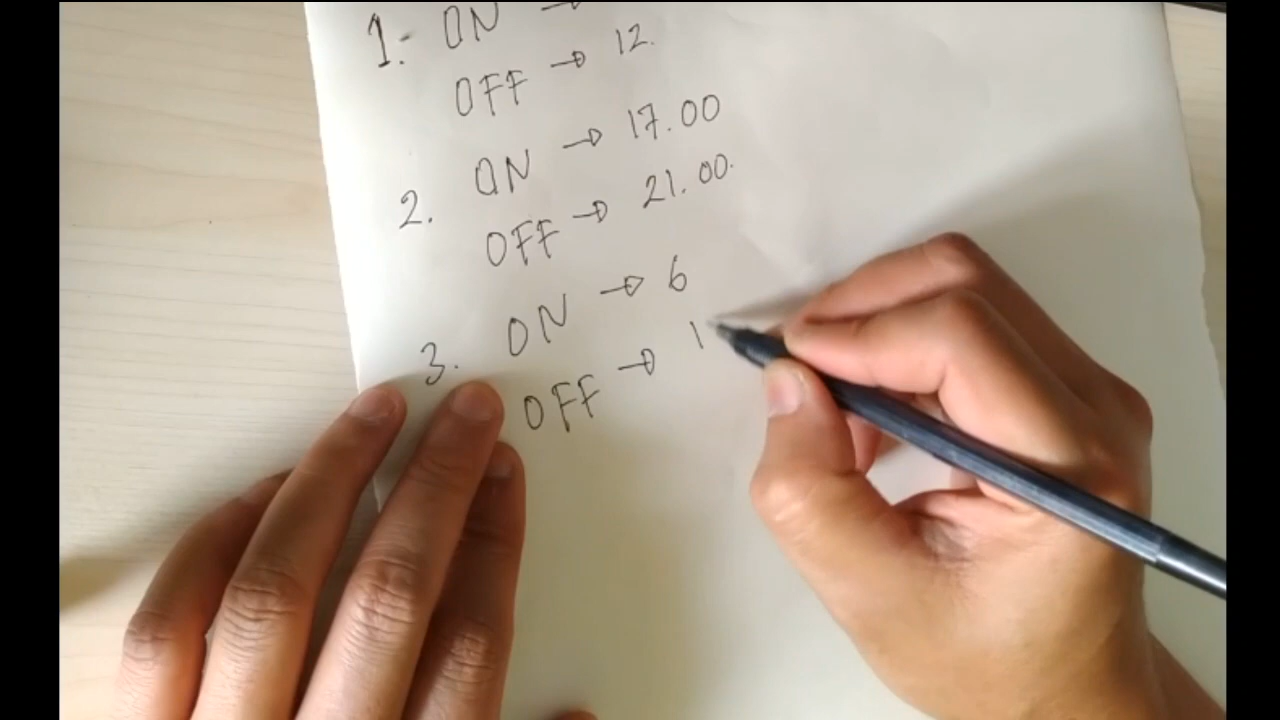 1. ON →
OFF → 12.
2. ON → 17.00
OFF → 21.00.
3. ON → 6
OFF → 1